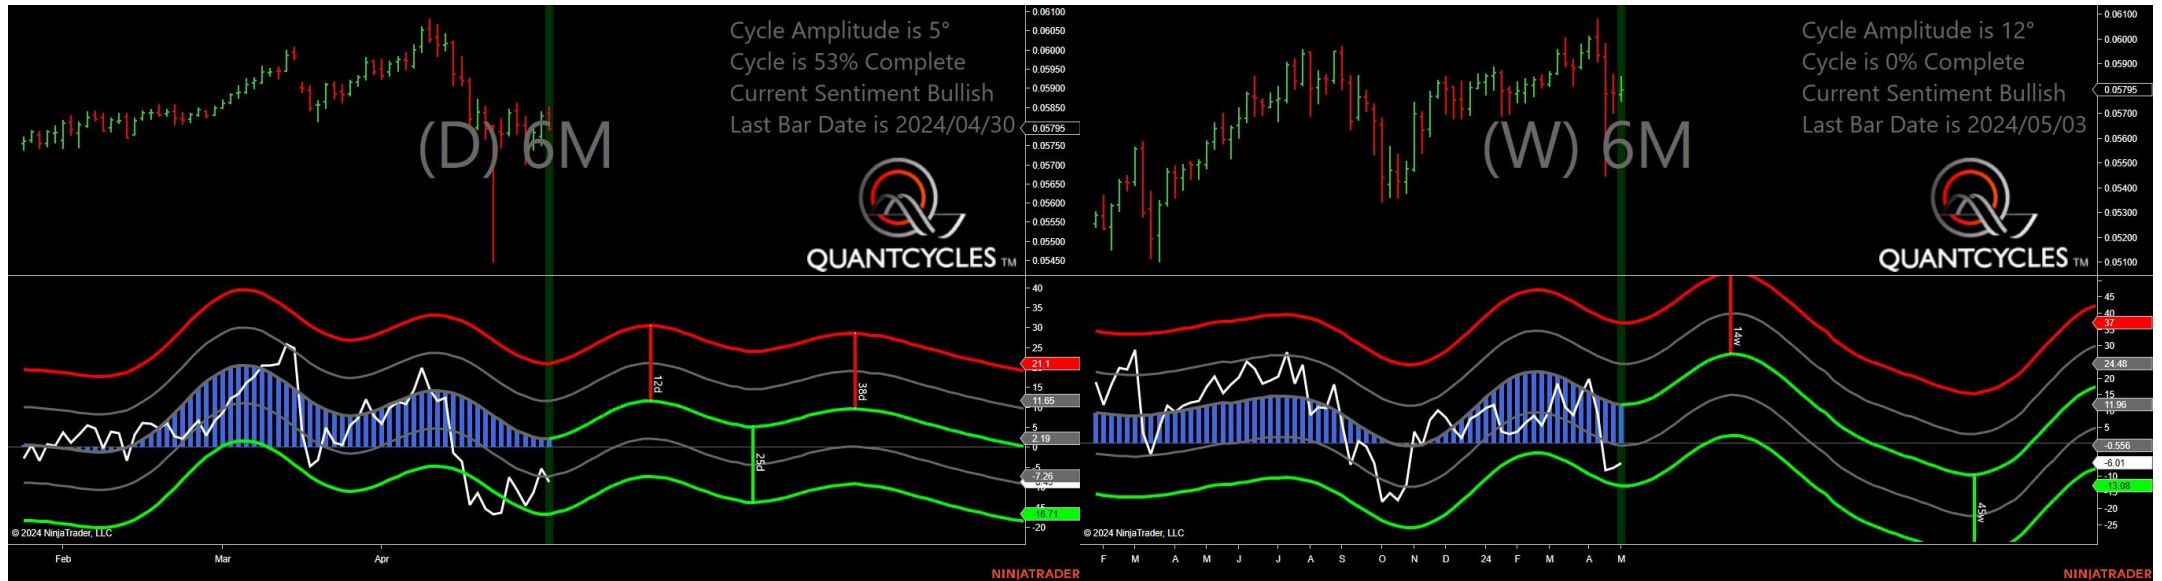 Cycle Amplitude is 5°
Cycle is 53% Complete
Current Sentiment Bullish
Last Bar Date is 2024/04/30
(D) 6M
QUANTCYCLES TM
0.06100
0.06050
0.06000
0.05950
0.05900
0.05850
0.05795
0.05750
0.05700
0.05650
0.05600
0.05550
0.05500
0.05450
40
35
30
25
21.1
15
11.65
10
5
2.19
0
-5
-7.26
-10
-16.71
-20
12d
25d
38d
© 2024 NinjaTrader, LLC
Feb Mar Apr
NINJATRADER
Cycle Amplitude is 12°
Cycle is 0% Complete
Current Sentiment Bullish
Last Bar Date is 2024/05/03
(W) 6M
QUANTCYCLES TM
0.06100
0.06000
0.05900
0.05795
0.05700
0.05600
0.05500
0.05400
0.05300
0.05200
0.05100
45
40
37
35
30
24.48
20
15
11.96
10
5
-0.556
-6.01
-10
-13.08
-15
-20
-25
14w
45w
© 2024 NinjaTrader, LLC
F M A M J J A S O N D 24 F M A M
NINJATRADER